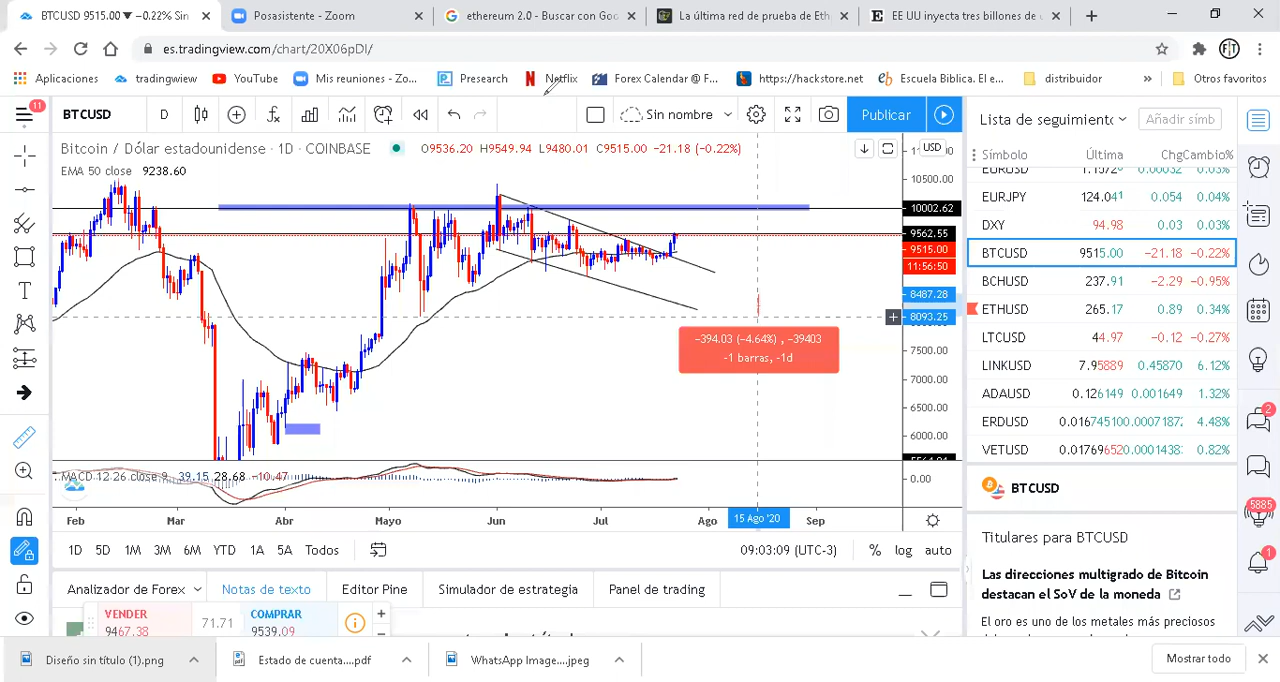 BTCUSD 9515.00 ▼ −0.22% Sin
Posasistente - Zoom
ethereum 2.0 - Buscar con Goo
La última red de prueba de Eth
EE UU inyecta tres billones de
es.tradingview.com/chart/20X06pDI/
Aplicaciones
tradingview
YouTube
Mis reuniones - Zo...
Presearch
Netflix
Forex Calendar @ F...
https://hackstore.net
Escuela Biblica. El e...
distribuidor
»
Otros favoritos
11
BTCUSD
D
Sin nombre
Publicar
Lista de seguimiento
Añadir símb
Bitcoin / Dólar estadounidense · 1D · COINBASE
O9536.20 H9549.94 L9480.01 C9515.00 −21.18 (−0.22%)
EMA 50 close 9238.60
USD
10500.00
10002.62
9562.55
9515.00
11:56:50
8487.28
8093.25
7500.00
7000.00
6500.00
6000.00
−394.03 (−4.64%) , −39403
−1 barras, −1d
MACD 12 26 close 9 39.15 28.68 −10.47
0.00
Feb
Mar
Abr
Mayo
Jun
Jul
Ago
15 Ago '20
Sep
1D 5D 1M 3M 6M YTD 1A 5A Todos
09:03:09 (UTC-3)
% log auto
Símbolo Última Chg Cambio%
EURJPY 124.041 0.054 0.04%
DXY 94.98 0.03 0.03%
BTCUSD 9515.00 −21.18 −0.22%
BCHUSD 237.91 −2.29 −0.95%
ETHUSD 265.17 0.89 0.34%
LTCUSD 44.97 −0.12 −0.27%
LINKUSD 7.95889 0.45870 6.12%
ADAUSD 0.126149 0.001649 1.32%
ERDUSD 0.016745100.00071872 4.48%
VETUSD 0.017696520.00014383 0.82%
BTCUSD
Titulares para BTCUSD
Las direcciones multigrado de Bitcoin
destacan el SoV de la moneda
El oro es uno de los metales más preciosos
2
5885
1
Analizador de Forex
Notas de texto
Editor Pine
Simulador de estrategia
Panel de trading
VENDER
9467.38
71.71
COMPRAR
9539.09
Diseño sin título (1).png
Estado de cuenta....pdf
WhatsApp Image....jpeg
Mostrar todo